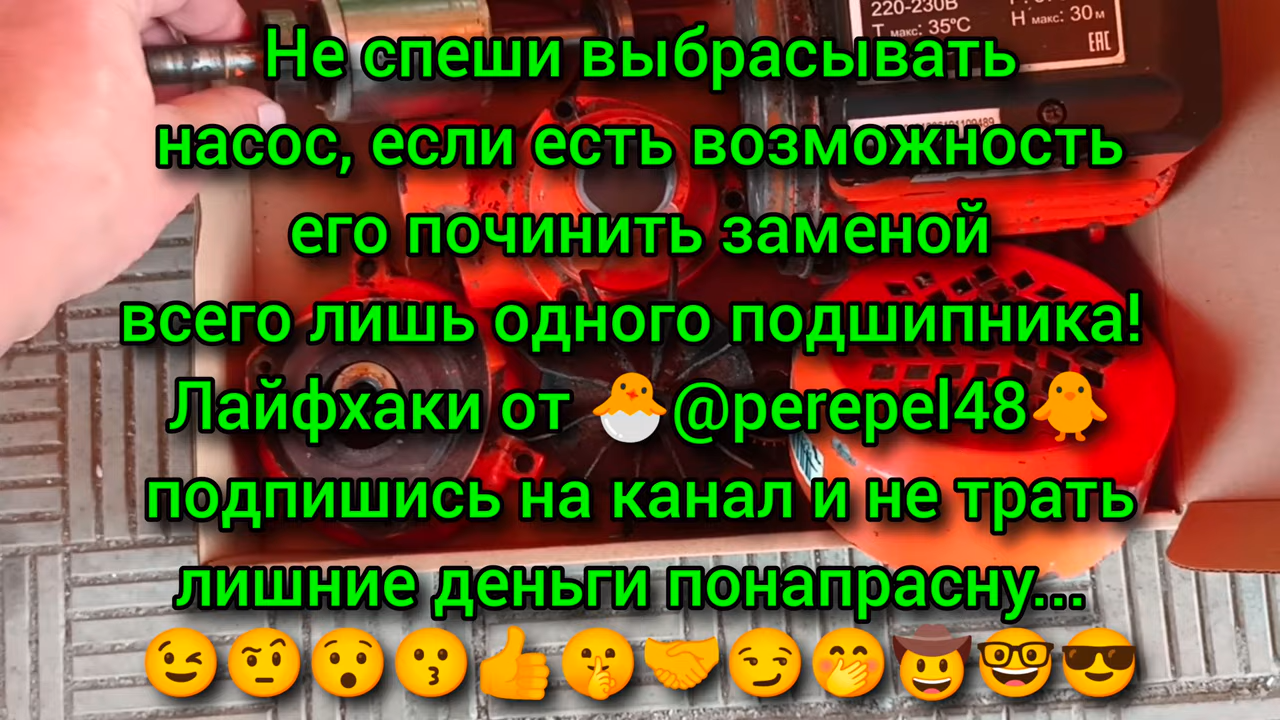 220-230В
T макс: 35°C
H макс: 30м
EAC
Не спеши выбрасывать
насос, если есть возможность
его починить заменой
всего лишь одного подшипника!
Лайфхаки от 🐣@perepel48🐥
подпишись на канал и не трать
лишние деньги понапрасну...
😉🤨😯😗👍🤫🤝😏🤭🤠🤓😎